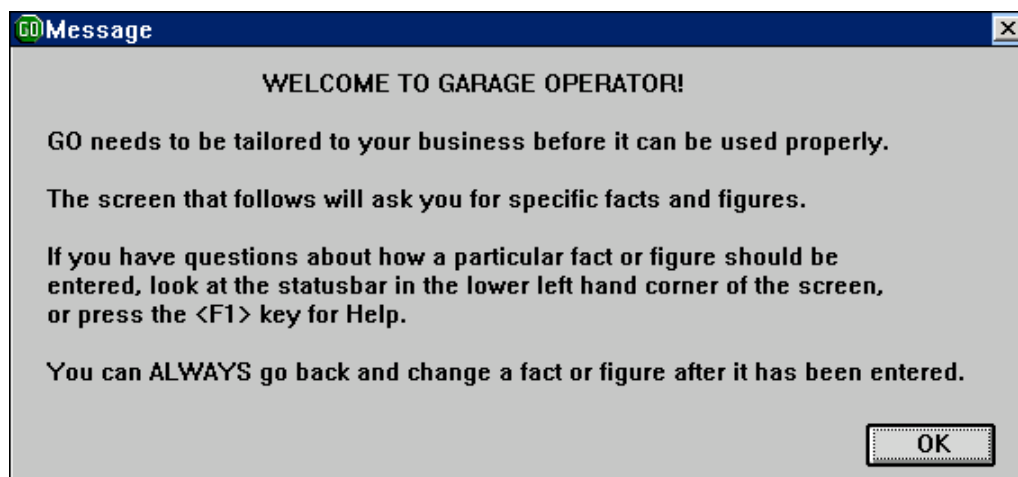 GO Message
WELCOME TO GARAGE OPERATOR!
GO needs to be tailored to your business before it can be used properly.
The screen that follows will ask you for specific facts and figures.
If you have questions about how a particular fact or figure should be
entered, look at the statusbar in the lower left hand corner of the screen,
or press the <F1> key for Help.
You can ALWAYS go back and change a fact or figure after it has been entered.
OK